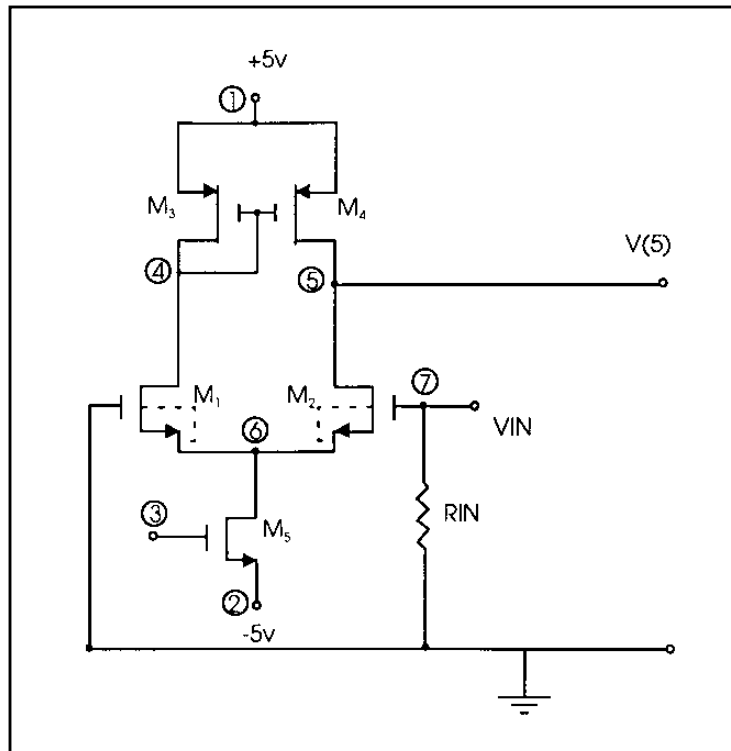 +5v
①
M₃
M₄
④
⑤
V(5)
M₁
M₂
⑦
⑥
VIN
③
M₅
RIN
②
-5v